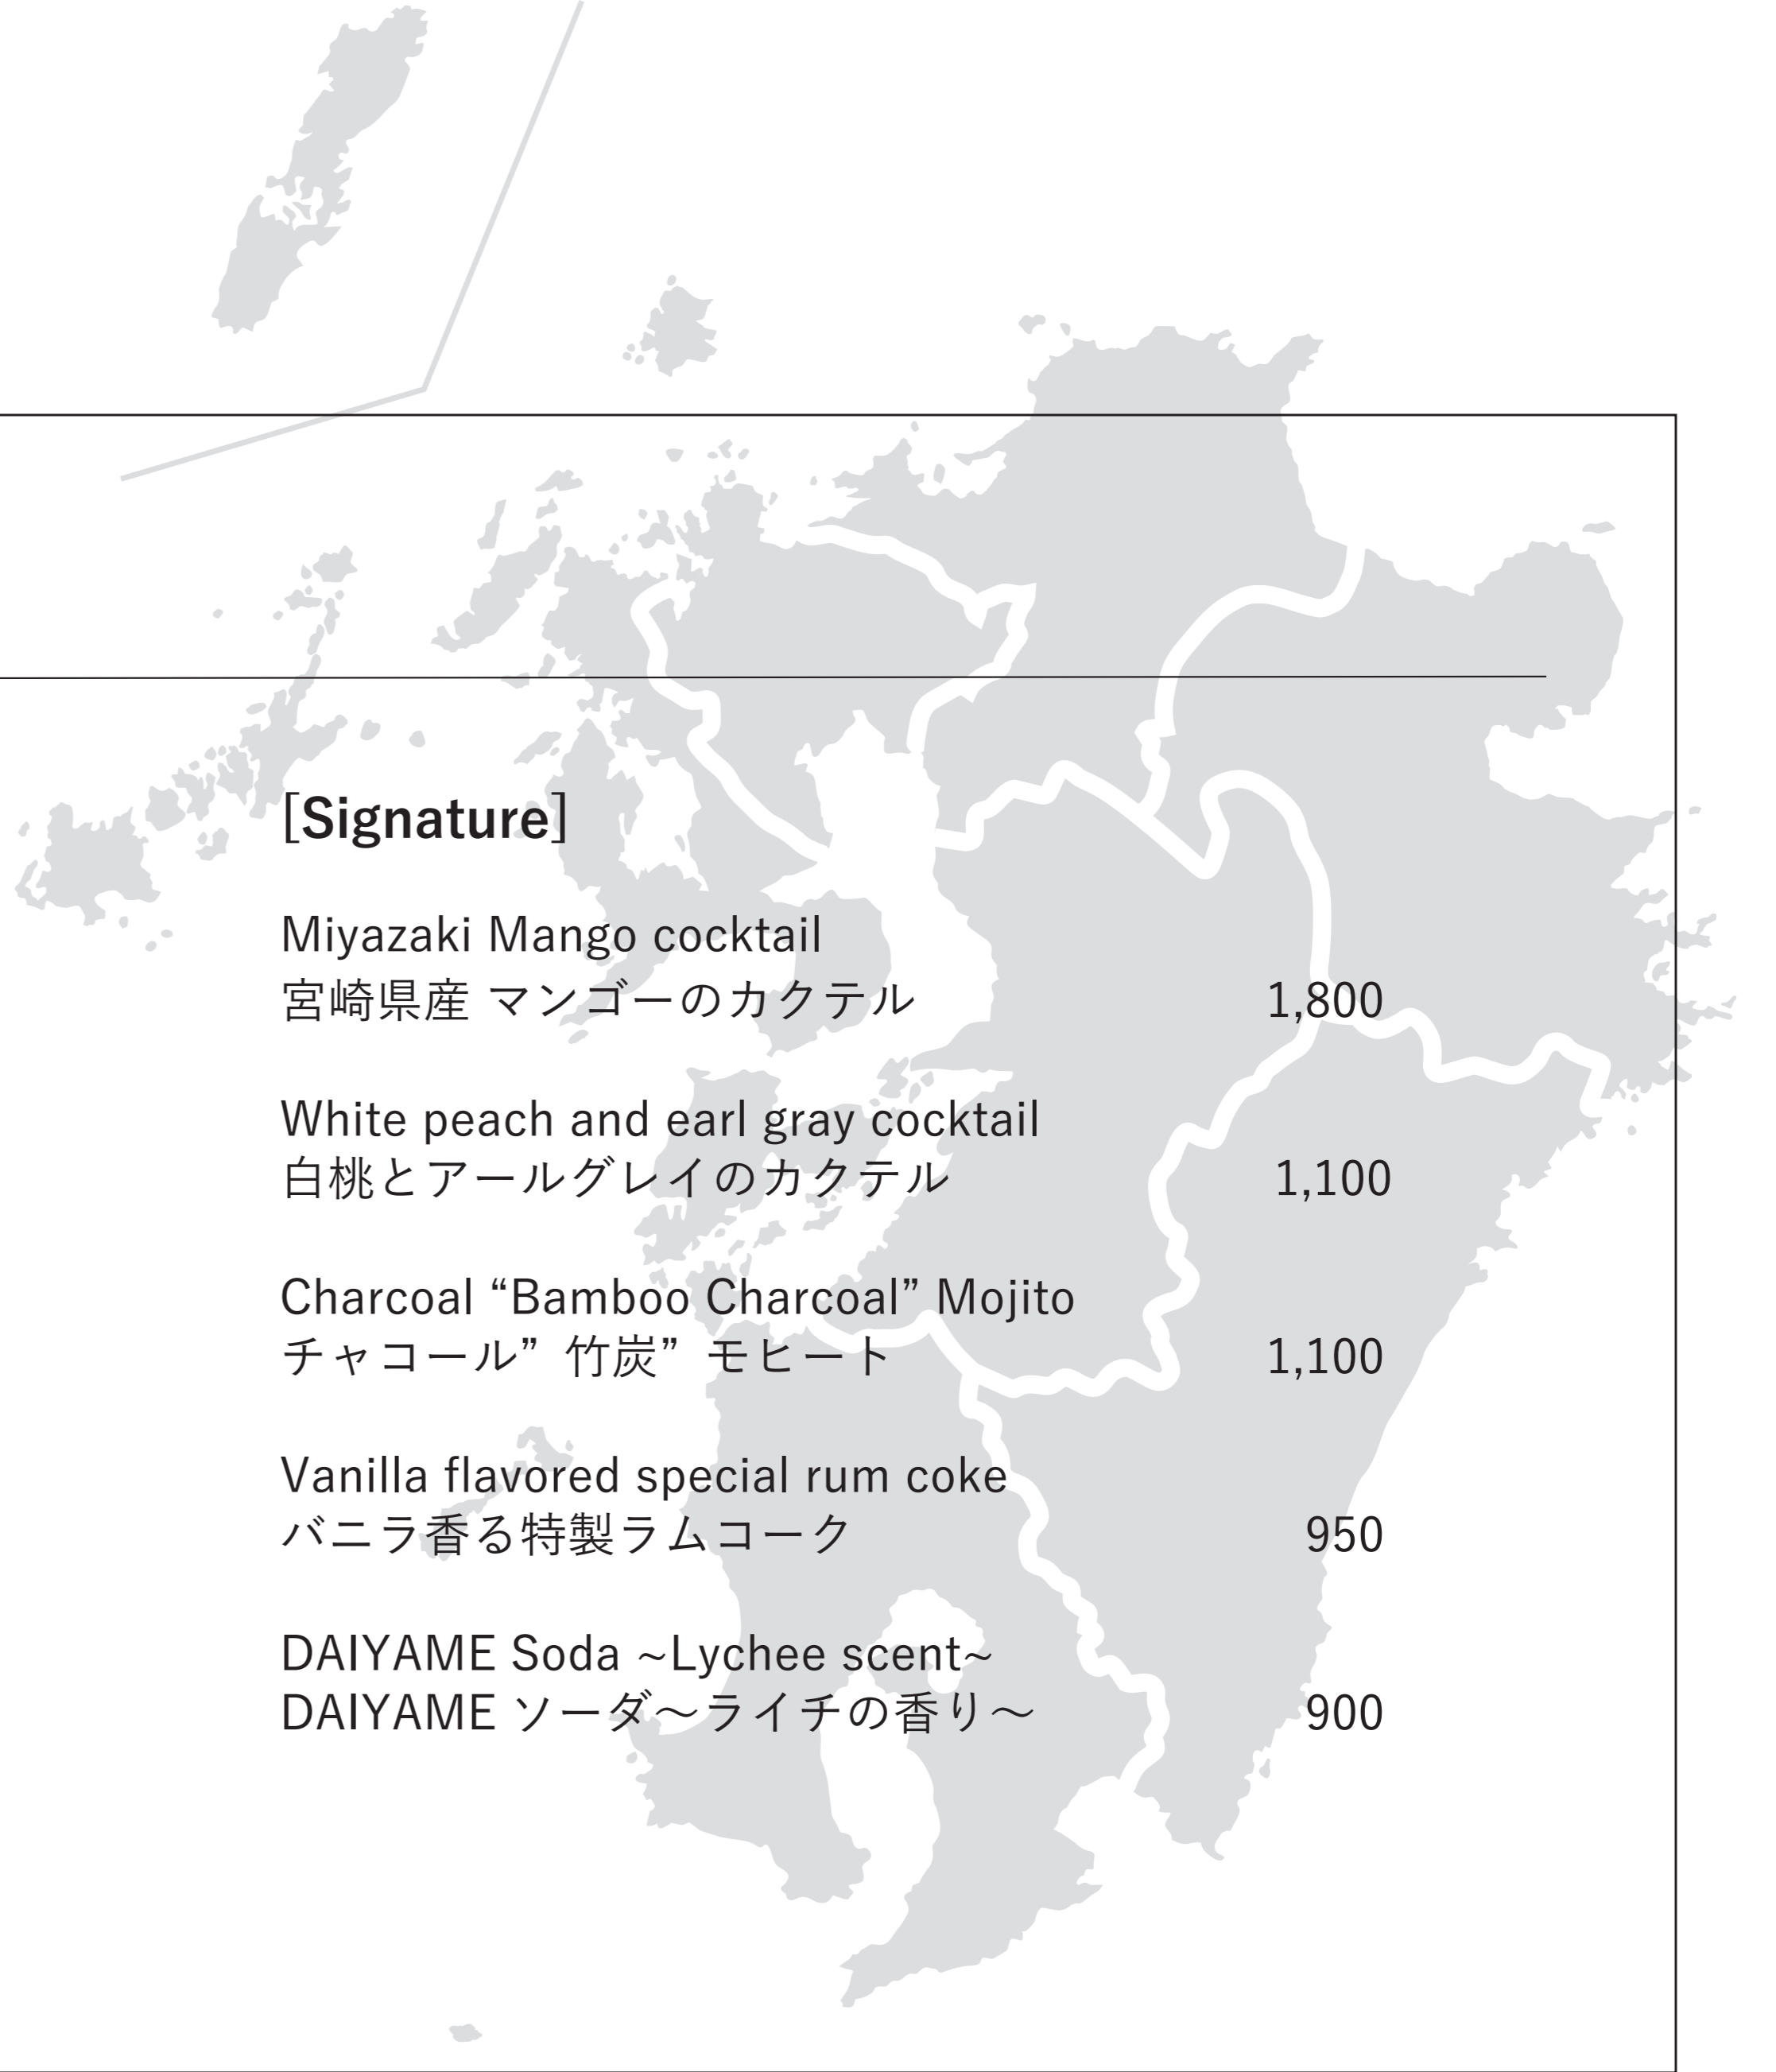 [Signature]
Miyazaki Mango cocktail
宮崎県産 マンゴーのカクテル 1,800
White peach and earl gray cocktail
白桃とアールグレイのカクテル 1,100
Charcoal “Bamboo Charcoal” Mojito
チャコール” 竹炭” モヒート 1,100
Vanilla flavored special rum coke
バニラ香る特製ラムコーク 950
DAIYAME Soda ~Lychee scent~
DAIYAME ソーダ〜ライチの香り〜 900